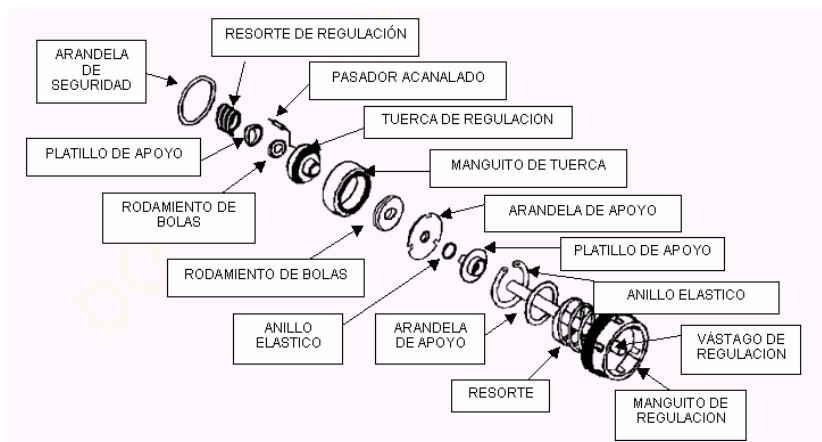 RESORTE DE REGULACIÓN
ARANDELA
DE
SEGURIDAD
PASADOR ACANALADO
TUERCA DE REGULACION
PLATILLO DE APOYO
MANGUITO DE TUERCA
RODAMIENTO DE
BOLAS
ARANDELA DE APOYO
PLATILLO DE APOYO
RODAMIENTO DE BOLAS
ANILLO ELASTICO
ANILLO
ELASTICO
ARANDELA
DE APOYO
VÁSTAGO DE
REGULACION
RESORTE
MANGUITO DE
REGULACION